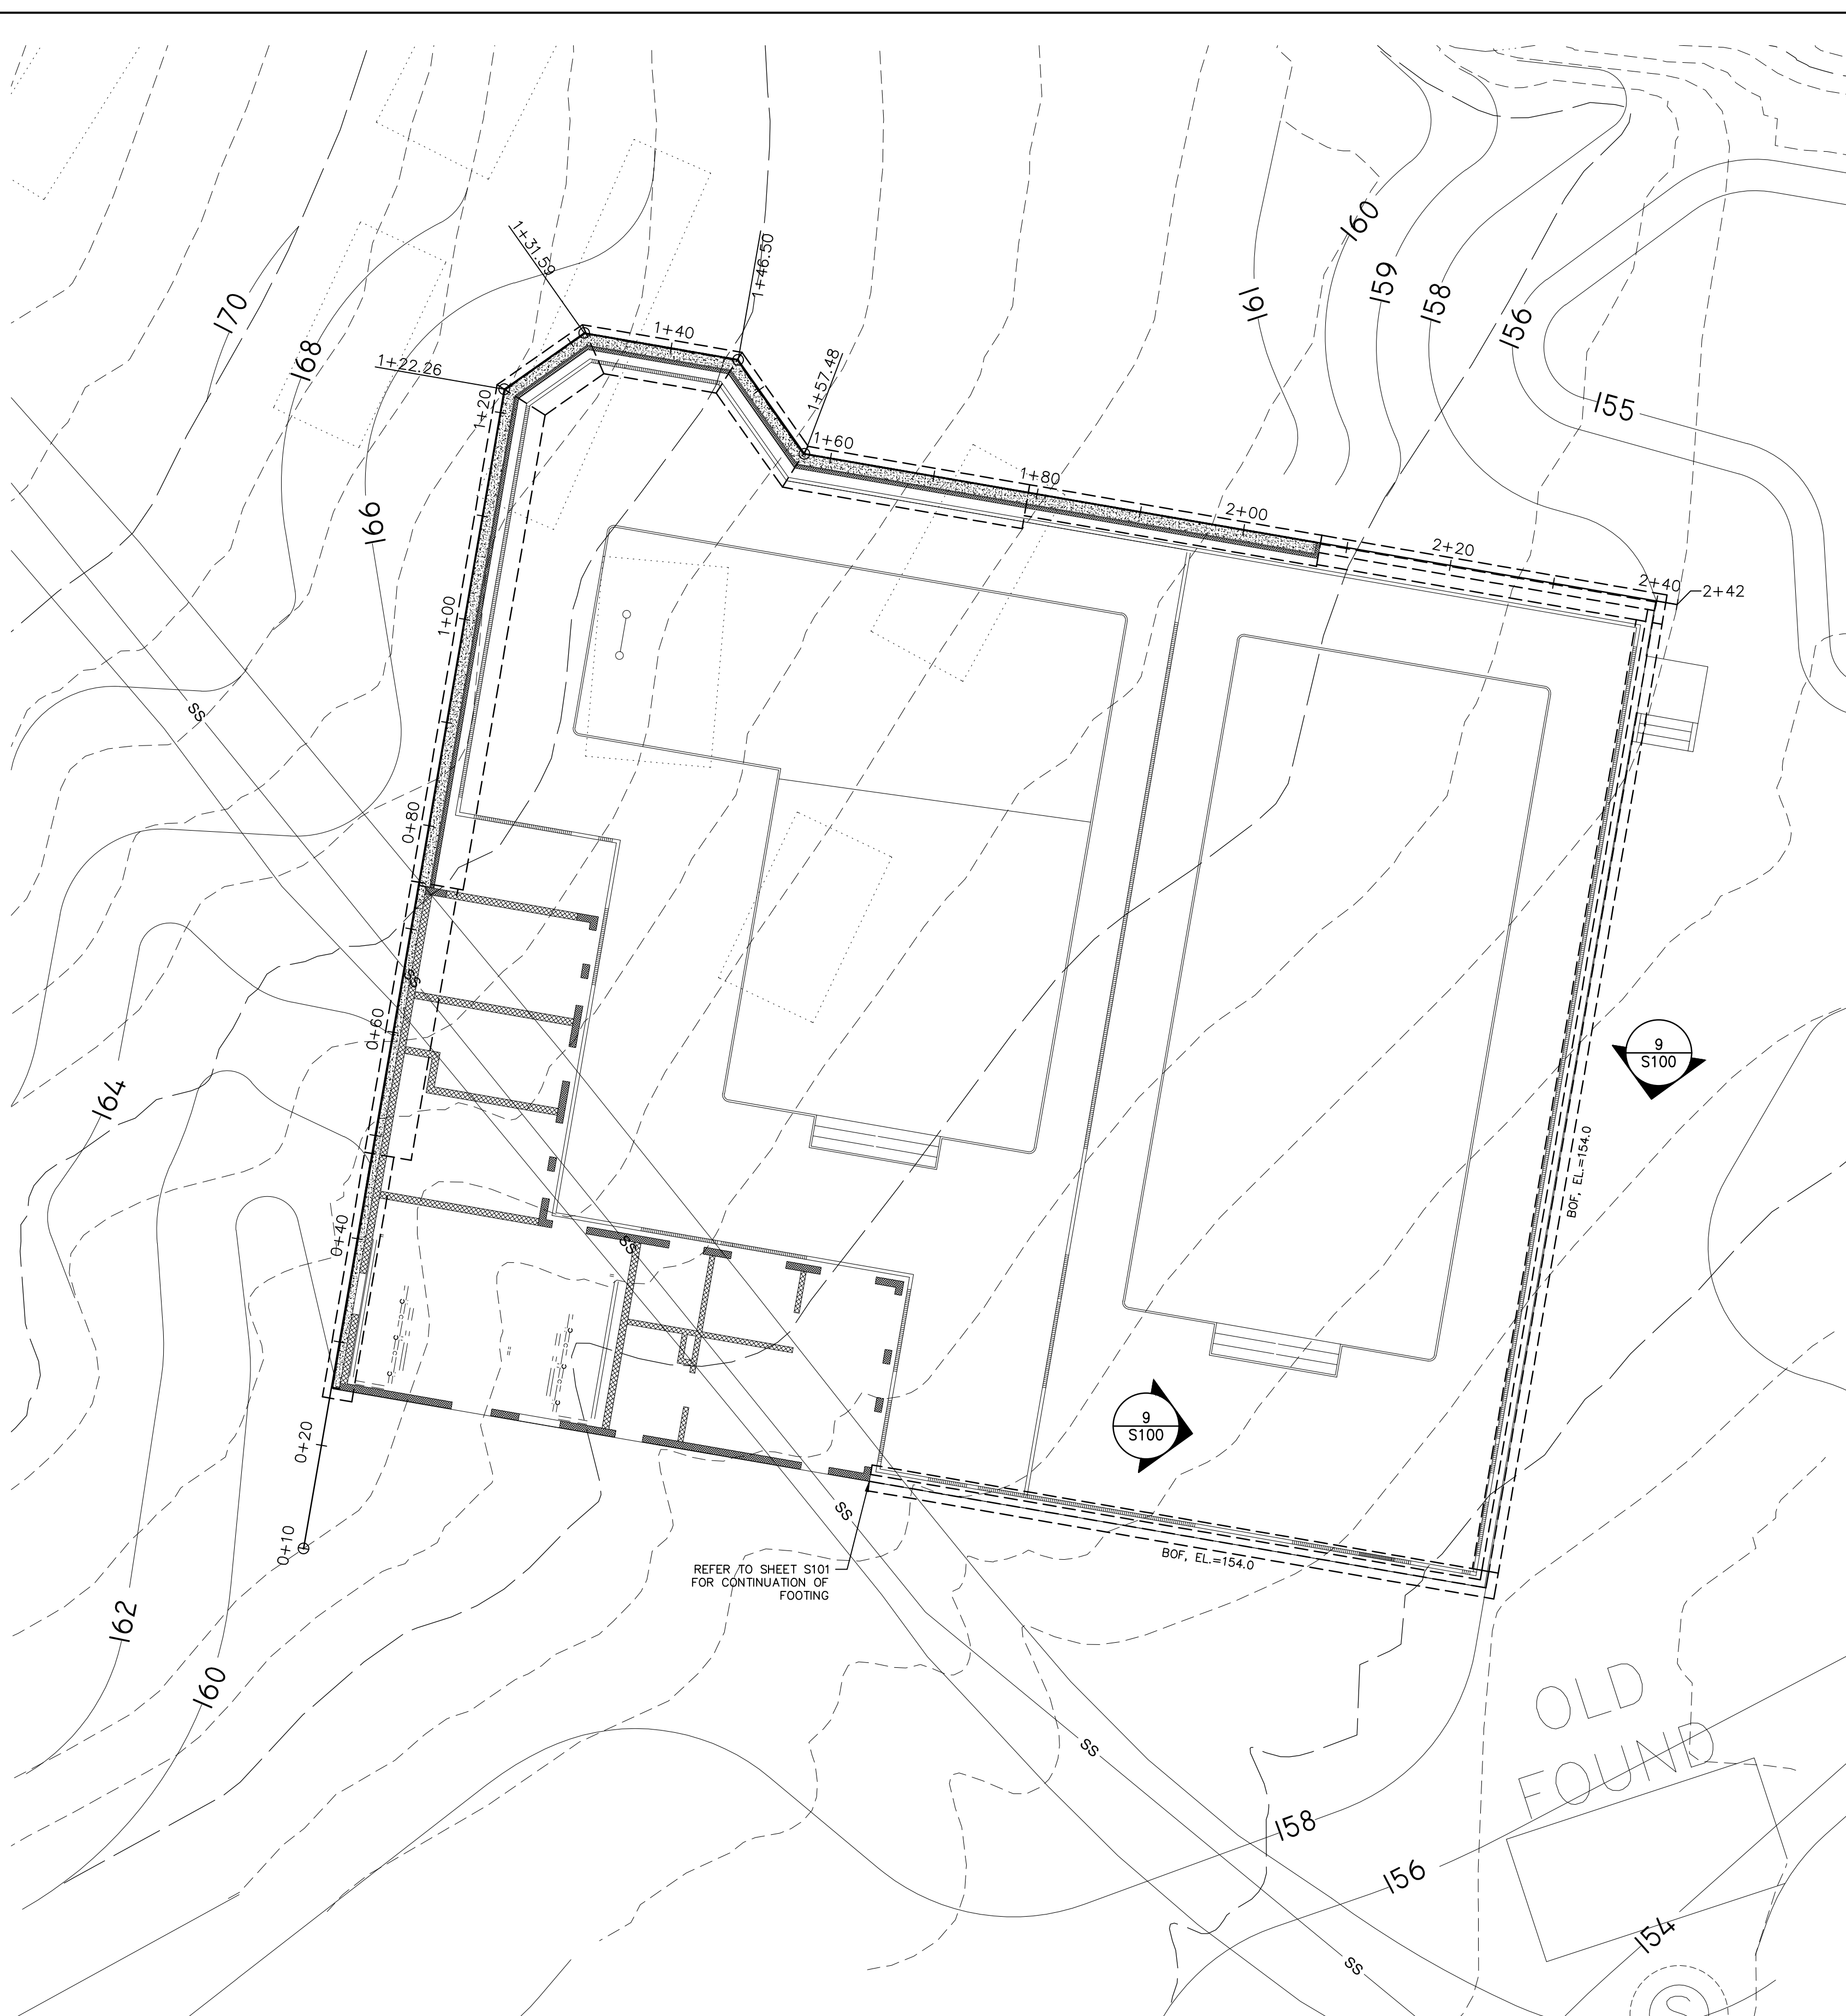 1+31.59
1+46.50
160
161
159
158
156
170
168
1+40
1+22.26
1+57.48
155
1+20
1+60
166
1+80
2+00
2+20
2+40
2+42
1+00
SS
0+80
SS
0+60
9
S100
164
BOF, EL.=154.0
0+40
SS
9
S100
0+20
SS
0+10
BOF, EL.=154.0
REFER TO SHEET S101
FOR CONTINUATION OF
FOOTING
162
160
OLD
FOUND
SS
158
156
154
SS
S